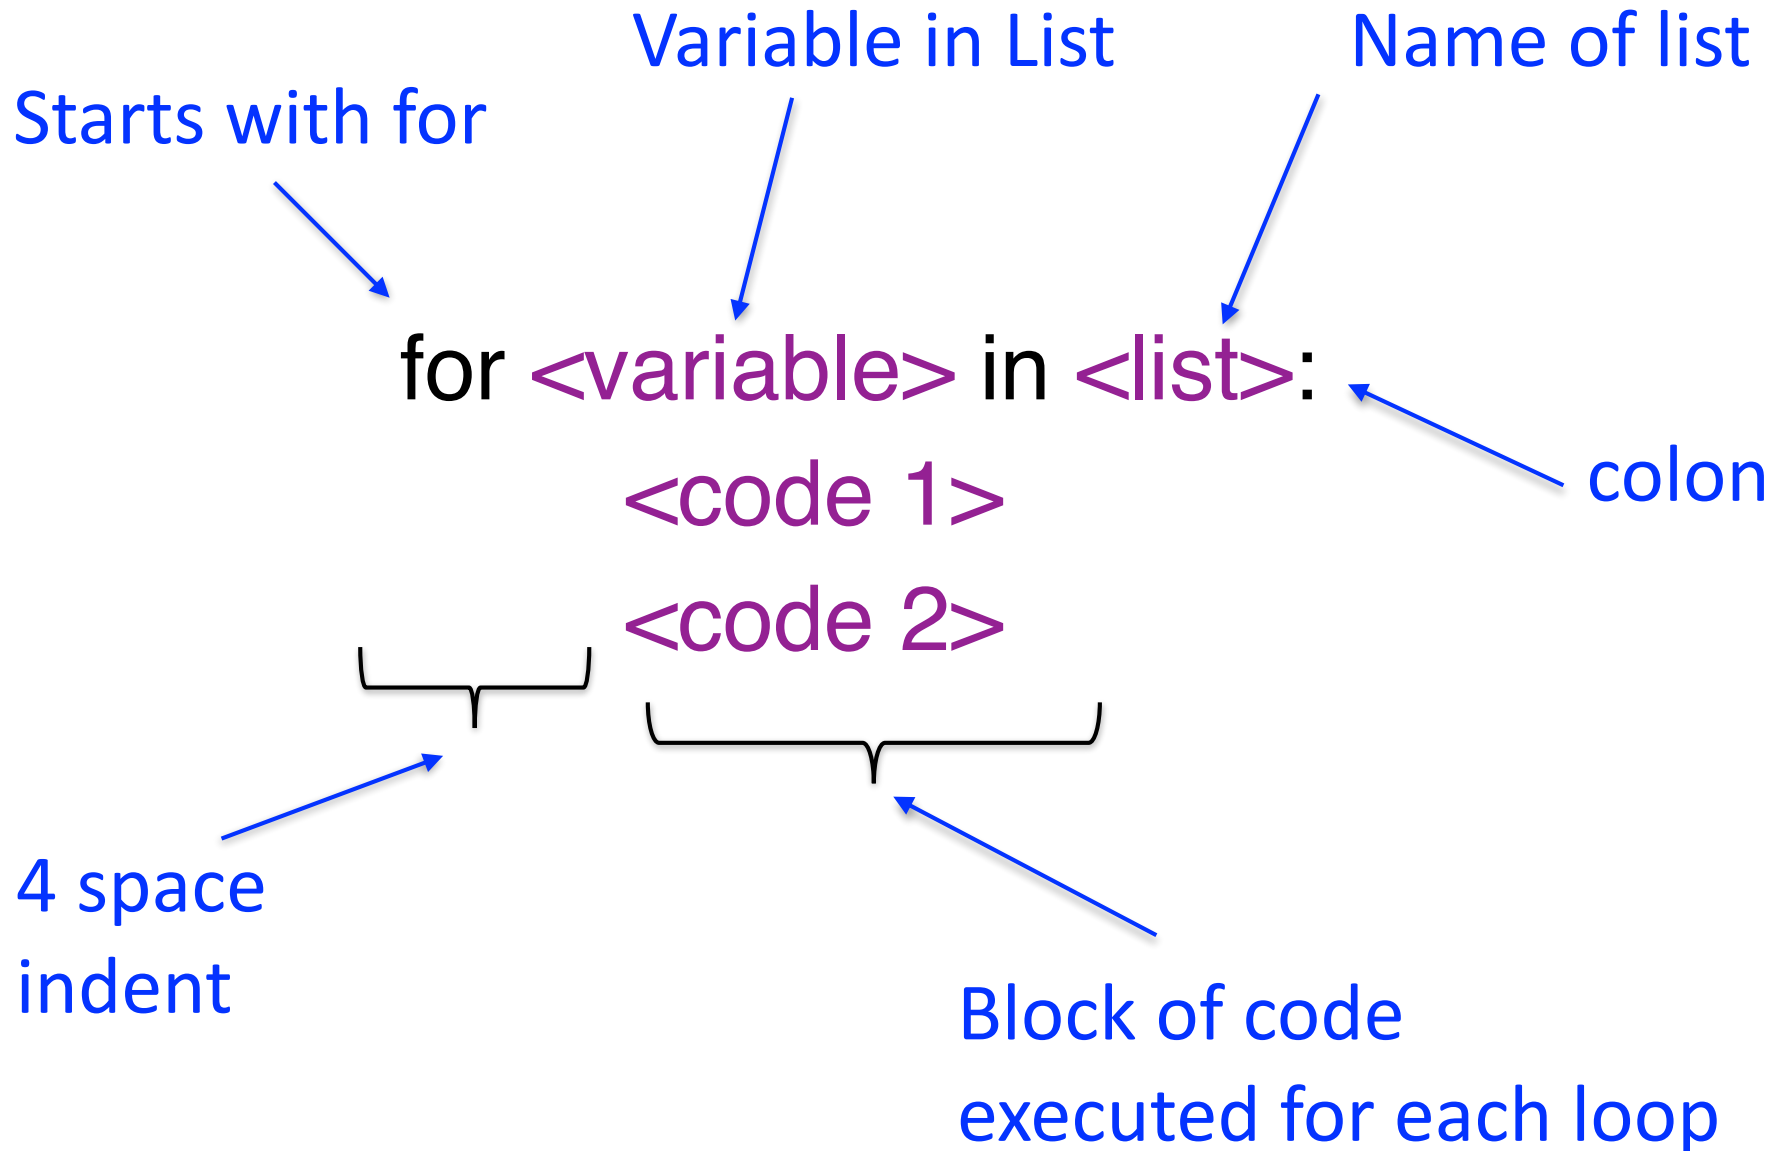 Variable in List
Name of list
Starts with for
for <variable> in <list>:
colon
<code 1>
<code 2>
4 space
indent
Block of code
executed for each loop